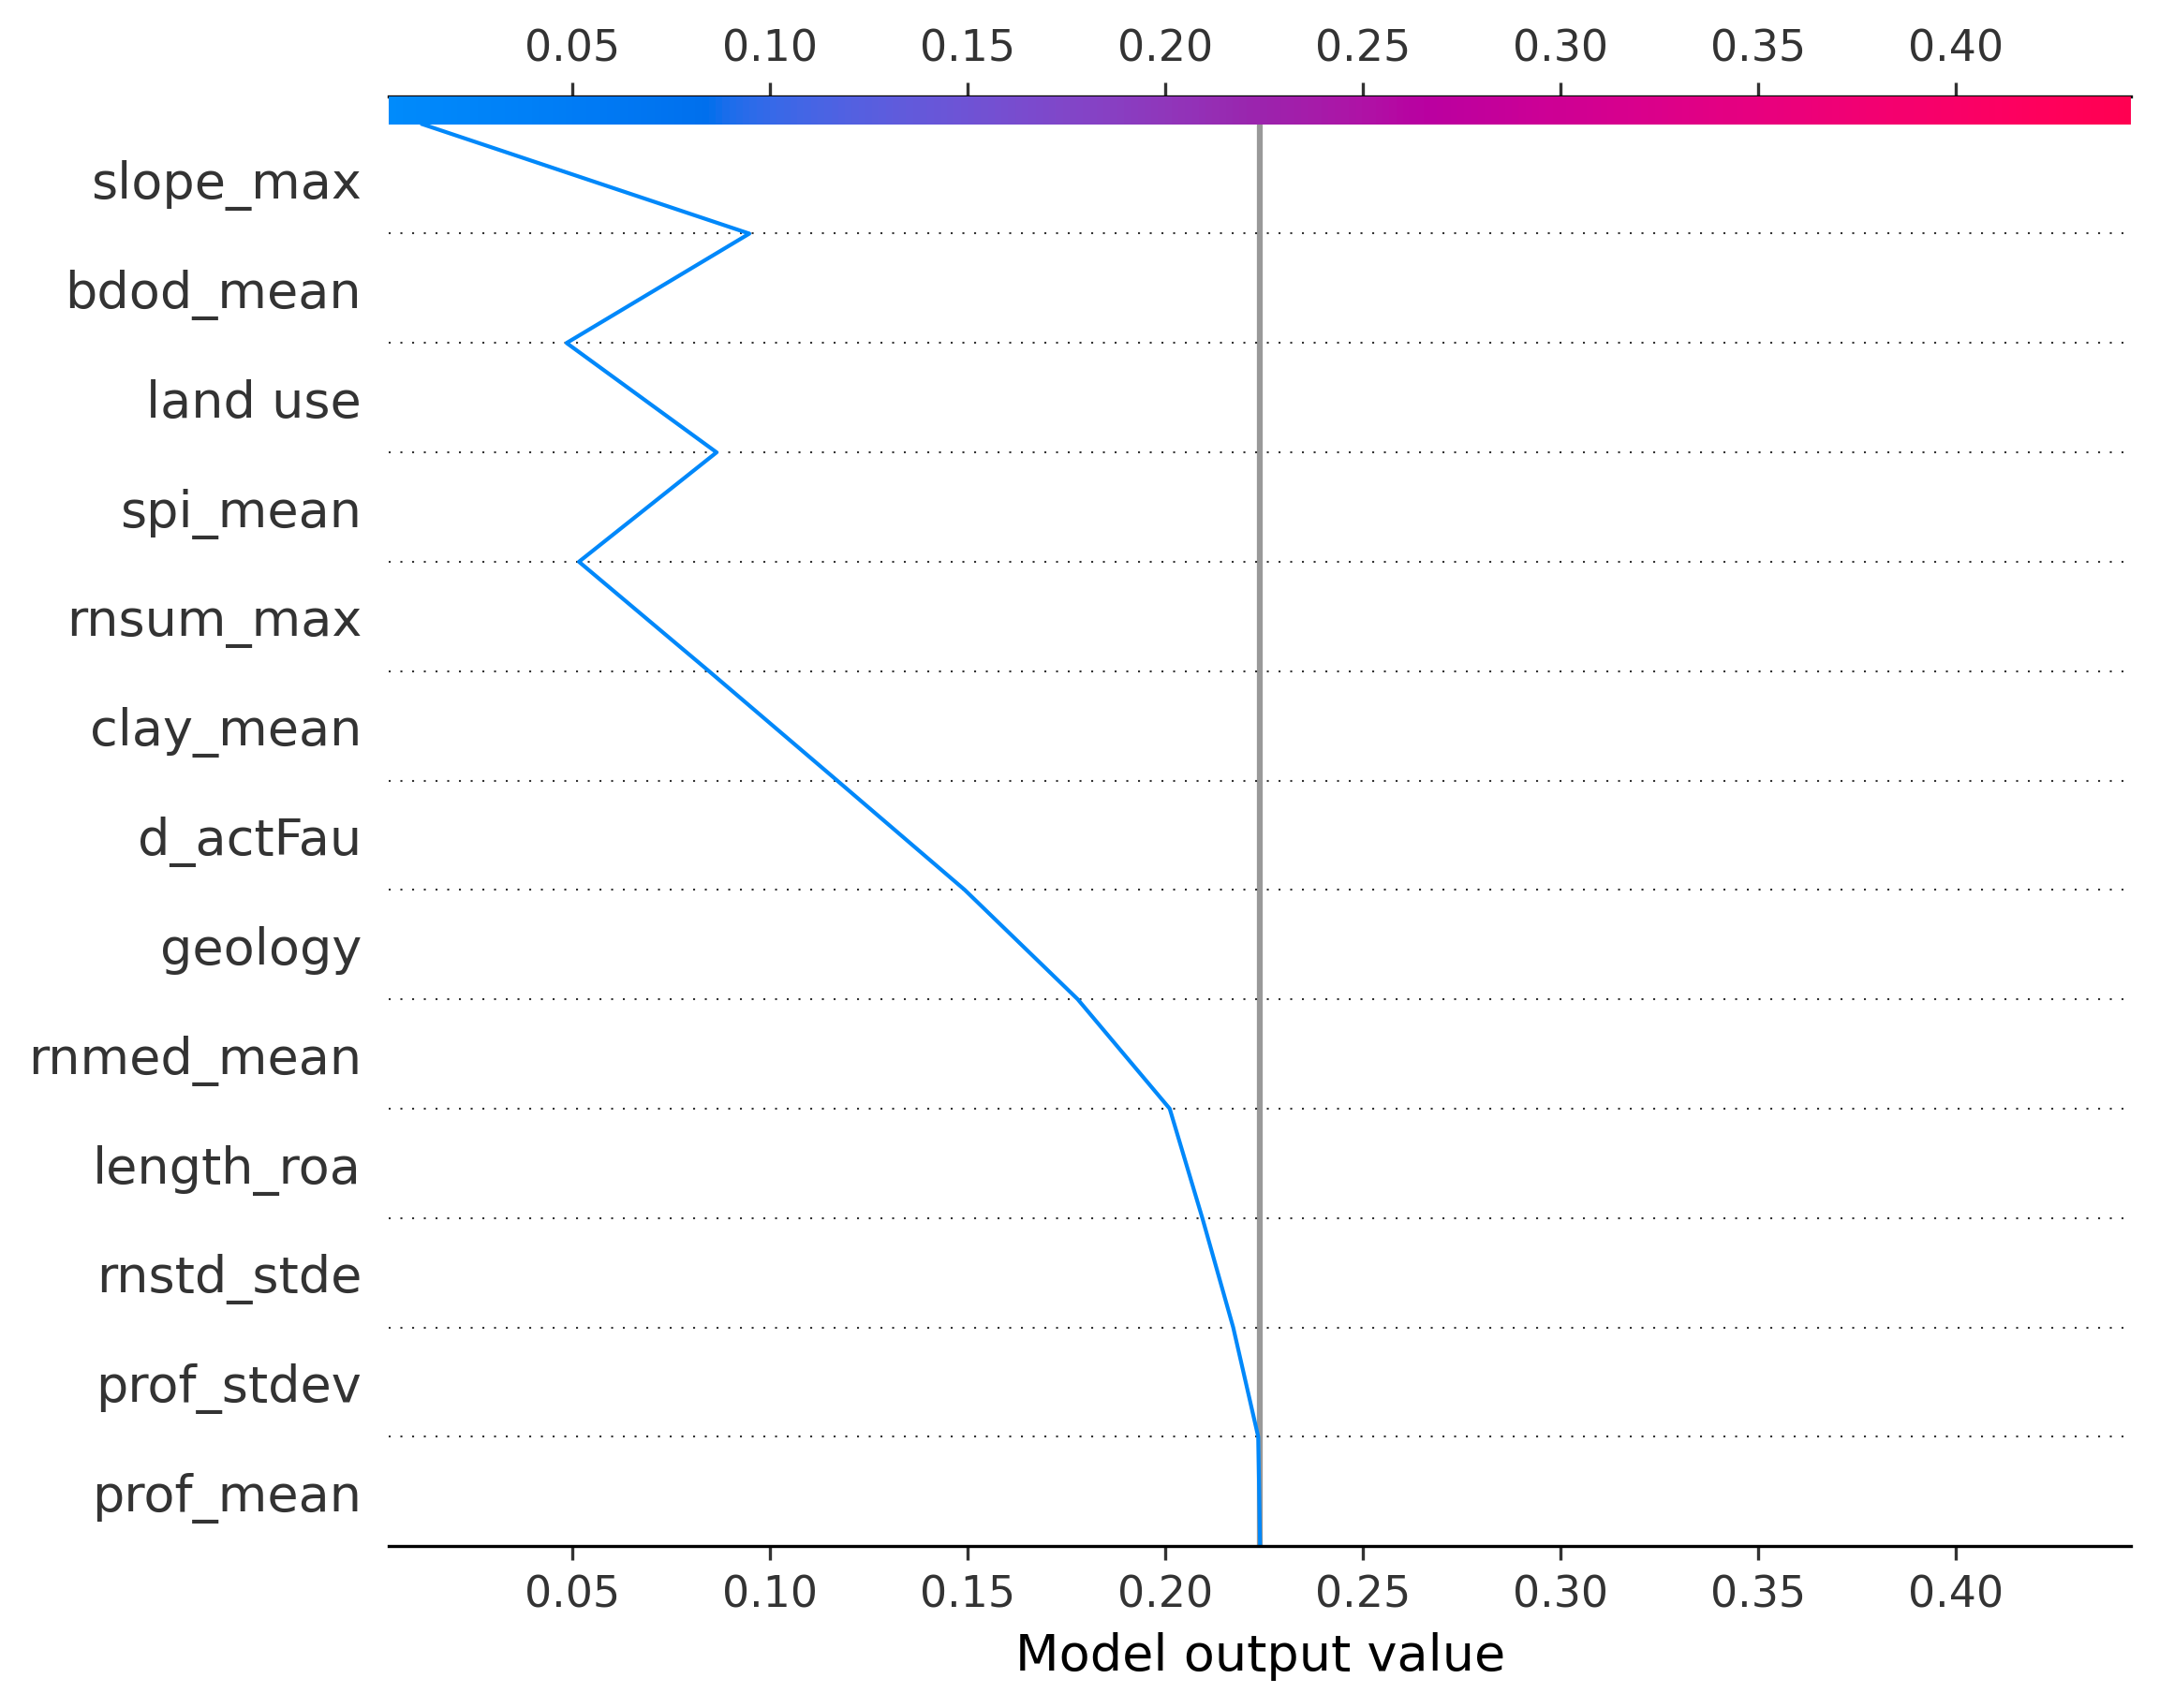 0.05 0.10 0.15 0.20 0.25 0.30 0.35 0.40
slope_max
bdod_mean
land use
spi_mean
rnsum_max
clay_mean
d_actFau
geology
rnmed_mean
length_roa
rnstd_stde
prof_stdev
prof_mean
0.05 0.10 0.15 0.20 0.25 0.30 0.35 0.40
Model output value